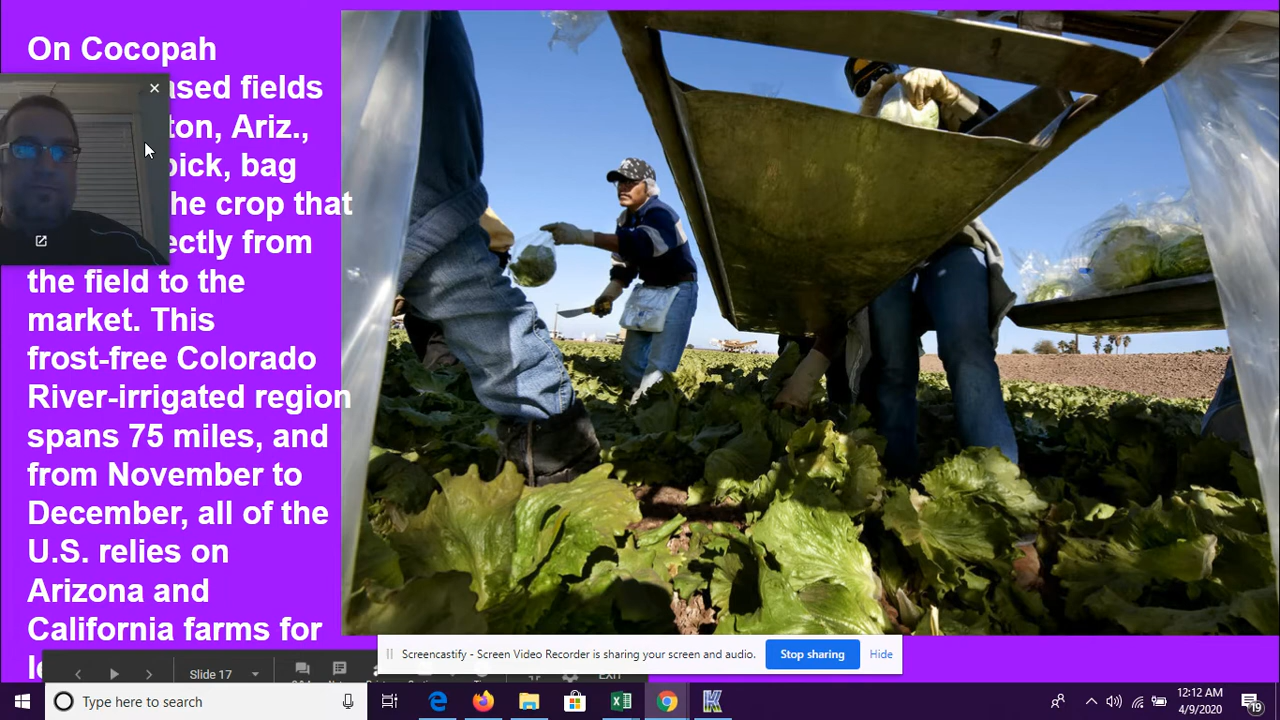 On Cocopah
ased fields
ton, Ariz.,
pick, bag
he crop that
ectly from
the field to the
market. This
frost-free Colorado
River-irrigated region
spans 75 miles, and
from November to
December, all of the
U.S. relies on
Arizona and
California farms for
Screencastify - Screen Video Recorder is sharing your screen and audio.
Stop sharing
Hide
Slide 17
EXIT
Type here to search
12:12 AM
4/9/2020
19